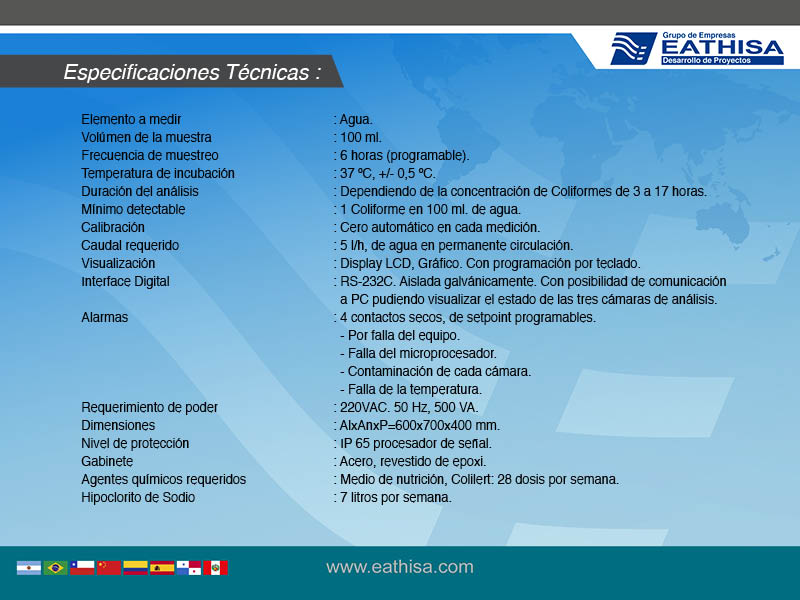 Grupo de Empresas
EATHISA
Desarrollo de Proyectos
Especificaciones Técnicas :
Elemento a medir : Agua.
Volúmen de la muestra : 100 ml.
Frecuencia de muestreo : 6 horas (programable).
Temperatura de incubación : 37 ºC, +/- 0,5 ºC.
Duración del análisis : Dependiendo de la concentración de Coliformes de 3 a 17 horas.
Mínimo detectable : 1 Coliforme en 100 ml. de agua.
Calibración : Cero automático en cada medición.
Caudal requerido : 5 l/h, de agua en permanente circulación.
Visualización : Display LCD, Gráfico. Con programación por teclado.
Interface Digital : RS-232C. Aislada galvánicamente. Con posibilidad de comunicación
a PC pudiendo visualizar el estado de las tres cámaras de análisis.
Alarmas : 4 contactos secos, de setpoint programables.
- Por falla del equipo.
- Falla del microprocesador.
- Contaminación de cada cámara.
- Falla de la temperatura.
Requerimiento de poder : 220VAC. 50 Hz, 500 VA.
Dimensiones : AlxAnxP=600x700x400 mm.
Nivel de protección : IP 65 procesador de señal.
Gabinete : Acero, revestido de epoxi.
Agentes químicos requeridos : Medio de nutrición, Colilert: 28 dosis por semana.
Hipoclorito de Sodio : 7 litros por semana.
www.eathisa.com